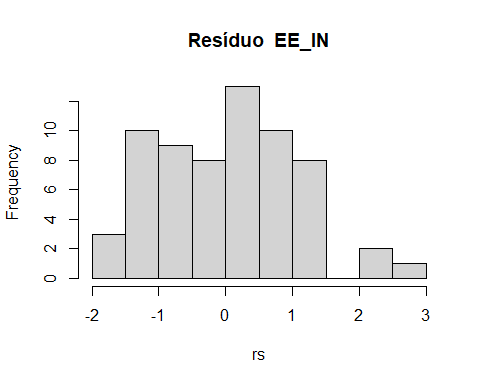 Resíduo  EE_IN
Frequency
0 2 4 6 8 10
-2 -1 0 1 2 3
rs